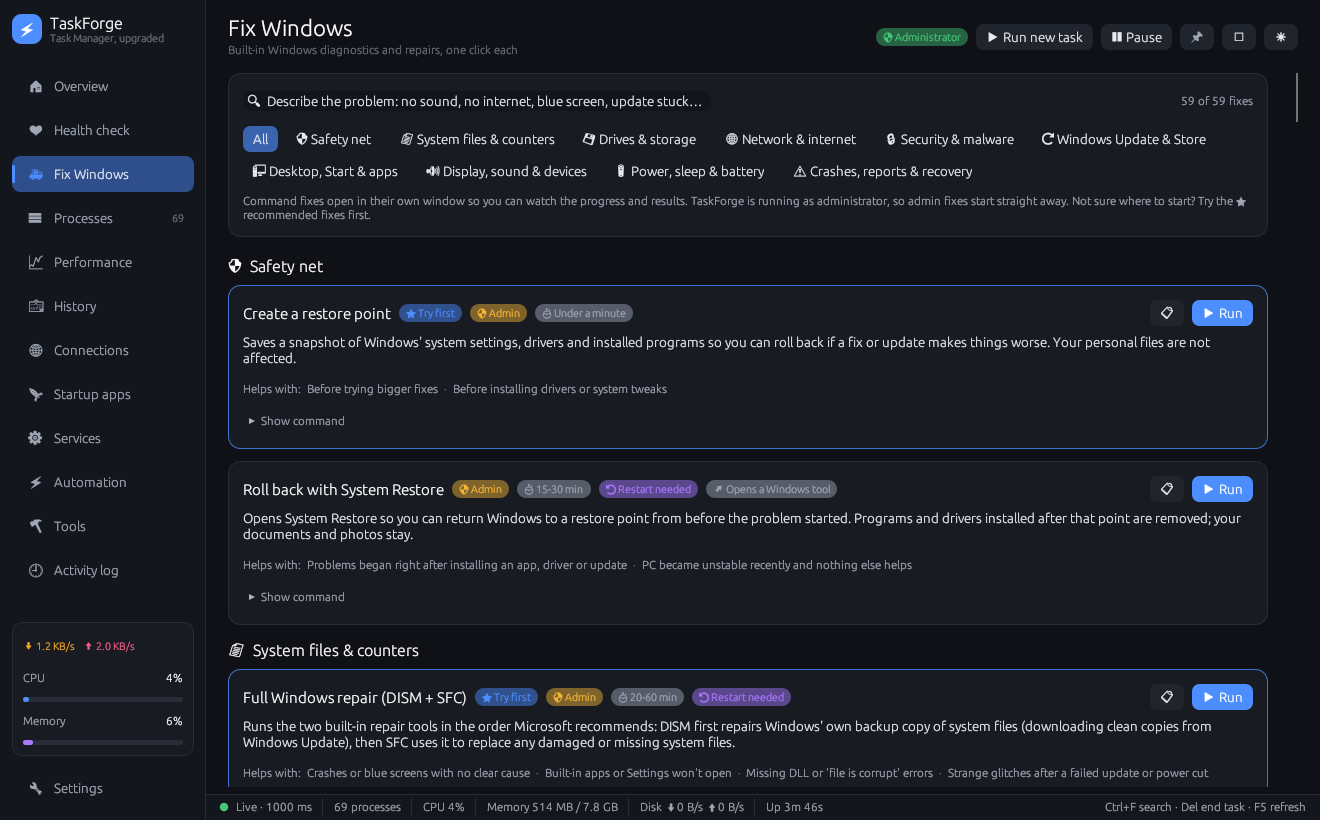 TaskForge
Task Manager, upgraded
Overview
Health check
Fix Windows
Processes 69
Performance
History
Connections
Startup apps
Services
Automation
Tools
Activity log
1.2 KB/s 2.0 KB/s
CPU 4%
Memory 6%
Settings
Fix Windows
Built-in Windows diagnostics and repairs, one click each
Administrator Run new task Pause
Describe the problem: no sound, no internet, blue screen, update stuck… 59 of 59 fixes
All Safety net System files & counters Drives & storage Network & internet Security & malware Windows Update & Store
Desktop, Start & apps Display, sound & devices Power, sleep & battery Crashes, reports & recovery
Command fixes open in their own window so you can watch the progress and results. TaskForge is running as administrator, so admin fixes start straight away. Not sure where to start? Try the ★
recommended fixes first.
Safety net
Create a restore point Try first Admin Under a minute Run
Saves a snapshot of Windows' system settings, drivers and installed programs so you can roll back if a fix or update makes things worse. Your personal files are not
affected.
Helps with: Before trying bigger fixes · Before installing drivers or system tweaks
Show command
Roll back with System Restore Admin 15-30 min Restart needed Opens a Windows tool Run
Opens System Restore so you can return Windows to a restore point from before the problem started. Programs and drivers installed after that point are removed; your
documents and photos stay.
Helps with: Problems began right after installing an app, driver or update · PC became unstable recently and nothing else helps
Show command
System files & counters
Full Windows repair (DISM + SFC) Try first Admin 20-60 min Restart needed Run
Runs the two built-in repair tools in the order Microsoft recommends: DISM first repairs Windows' own backup copy of system files (downloading clean copies from
Windows Update), then SFC uses it to replace any damaged or missing system files.
Helps with: Crashes or blue screens with no clear cause · Built-in apps or Settings won't open · Missing DLL or 'file is corrupt' errors · Strange glitches after a failed update or power cut
Live · 1000 ms 69 processes CPU 4% Memory 514 MB / 7.8 GB Disk 0 B/s 0 B/s Up 3m 46s Ctrl+F search · Del end task · F5 refresh